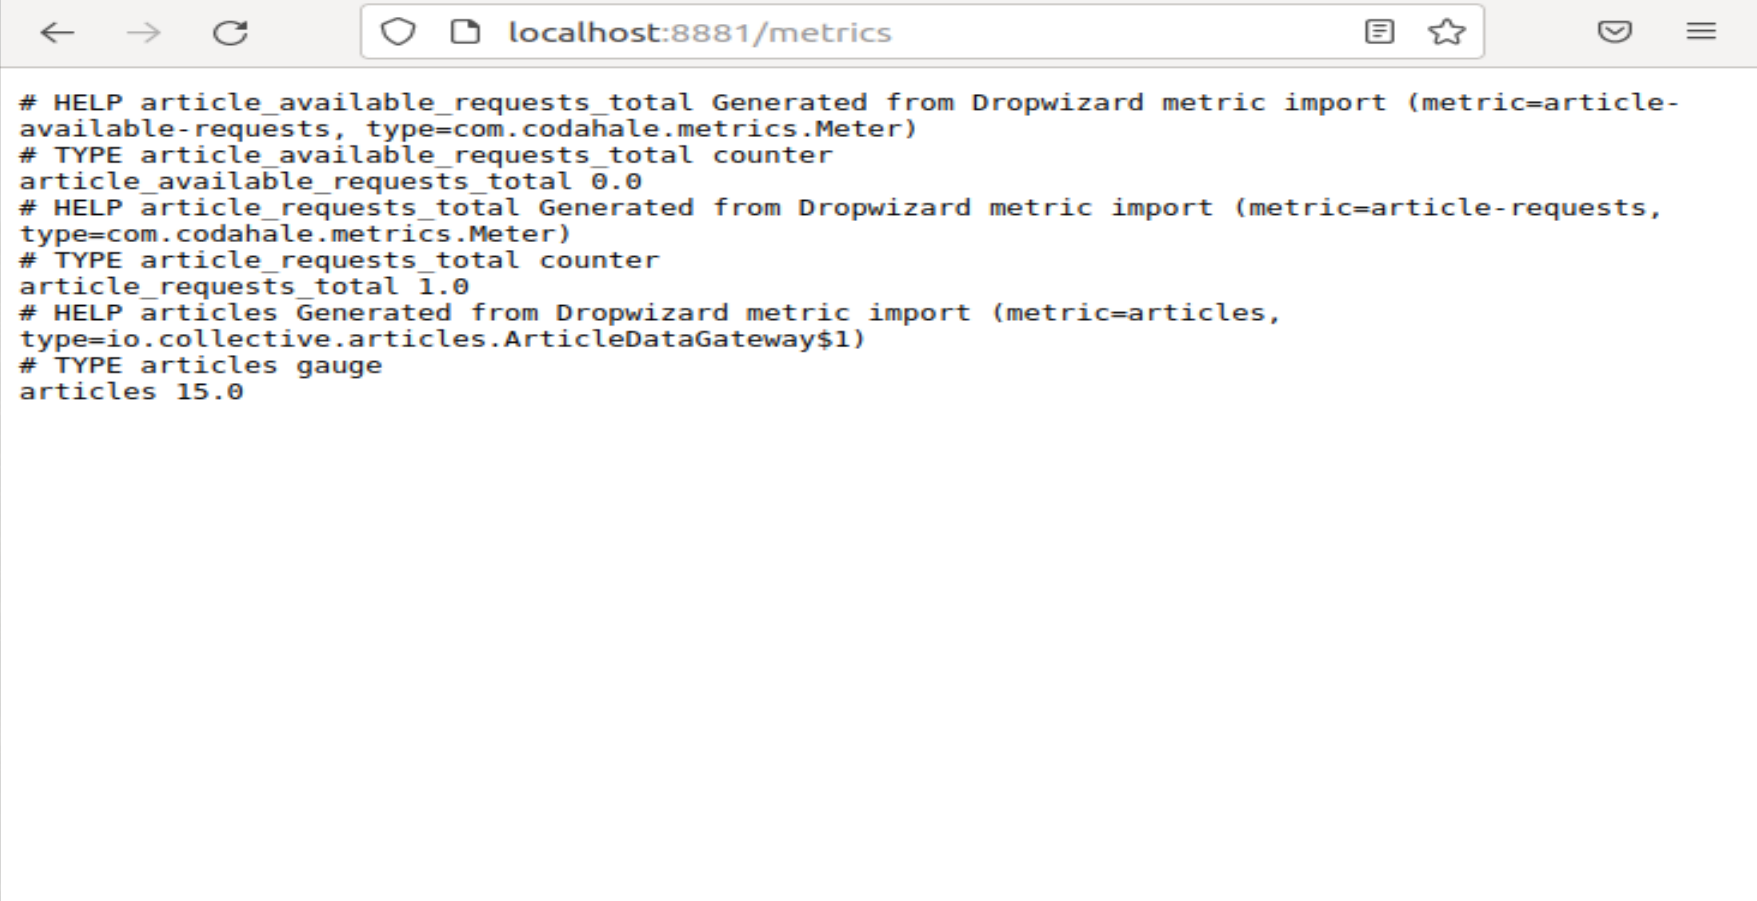 localhost:8881/metrics
# HELP article_available_requests_total Generated from Dropwizard metric import (metric=article-
available-requests, type=com.codahale.metrics.Meter)
# TYPE article_available_requests_total counter
article_available_requests_total 0.0
# HELP article_requests_total Generated from Dropwizard metric import (metric=article-requests,
type=com.codahale.metrics.Meter)
# TYPE article_requests_total counter
article_requests_total 1.0
# HELP articles Generated from Dropwizard metric import (metric=articles,
type=io.collective.articles.ArticleDataGateway$1)
# TYPE articles gauge
articles 15.0